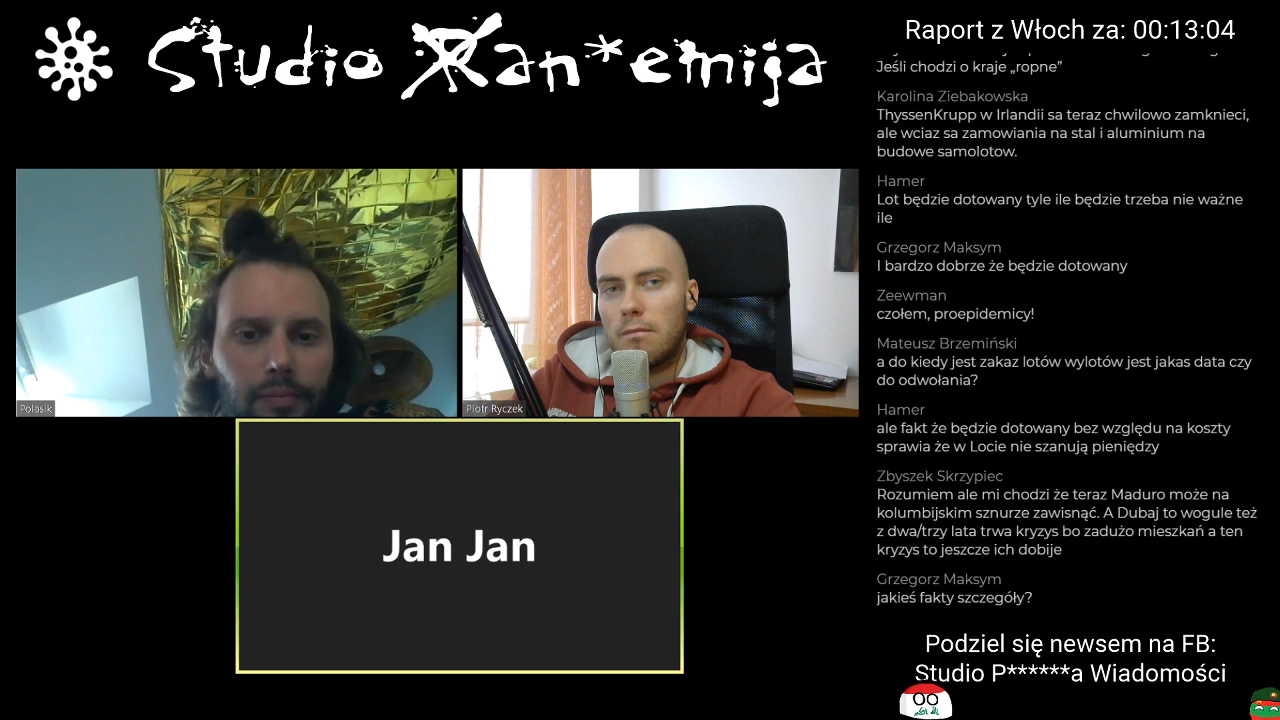 Studio Xan*emija
Raport z Włoch za: 00:13:04
Jeśli chodzi o kraje „ropne”
Karolina Ziebakowska
ThyssenKrupp w Irlandii sa teraz chwilowo zamknieci,
ale wciaz sa zamowiania na stal i aluminium na
budowe samolotow.
Hamer
Lot będzie dotowany tyle ile będzie trzeba nie ważne
ile
Grzegorz Maksym
I bardzo dobrze że będzie dotowany
Zeewman
czołem, proepidemicy!
Mateusz Brzemiński
a do kiedy jest zakaz lotów wylotów jest jakas data czy
do odwołania?
Hamer
ale fakt że będzie dotowany bez względu na koszty
sprawia że w Locie nie szanują pieniędzy
Zbyszek Skrzypiec
Rozumiem ale mi chodzi że teraz Maduro może na
kolumbijskim sznurze zawisnąć. A Dubaj to wogule też
z dwa/trzy lata trwa kryzys bo zadużo mieszkań a ten
kryzys to jeszcze ich dobije
Grzegorz Maksym
jakieś fakty szczegóły?
Polasik
Piotr Ryczek
Jan Jan
Podziel się newsem na FB:
Studio P******a Wiadomości